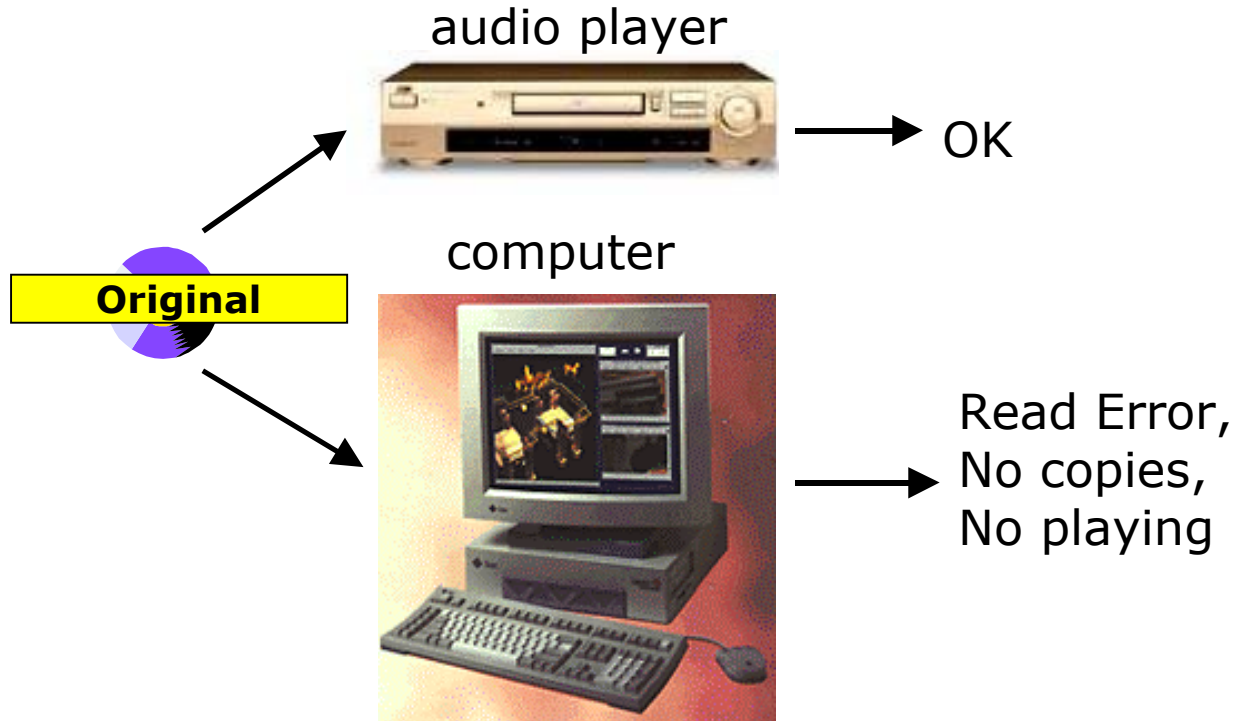 audio player
OK
Original
computer
Read Error,
No copies,
No playing